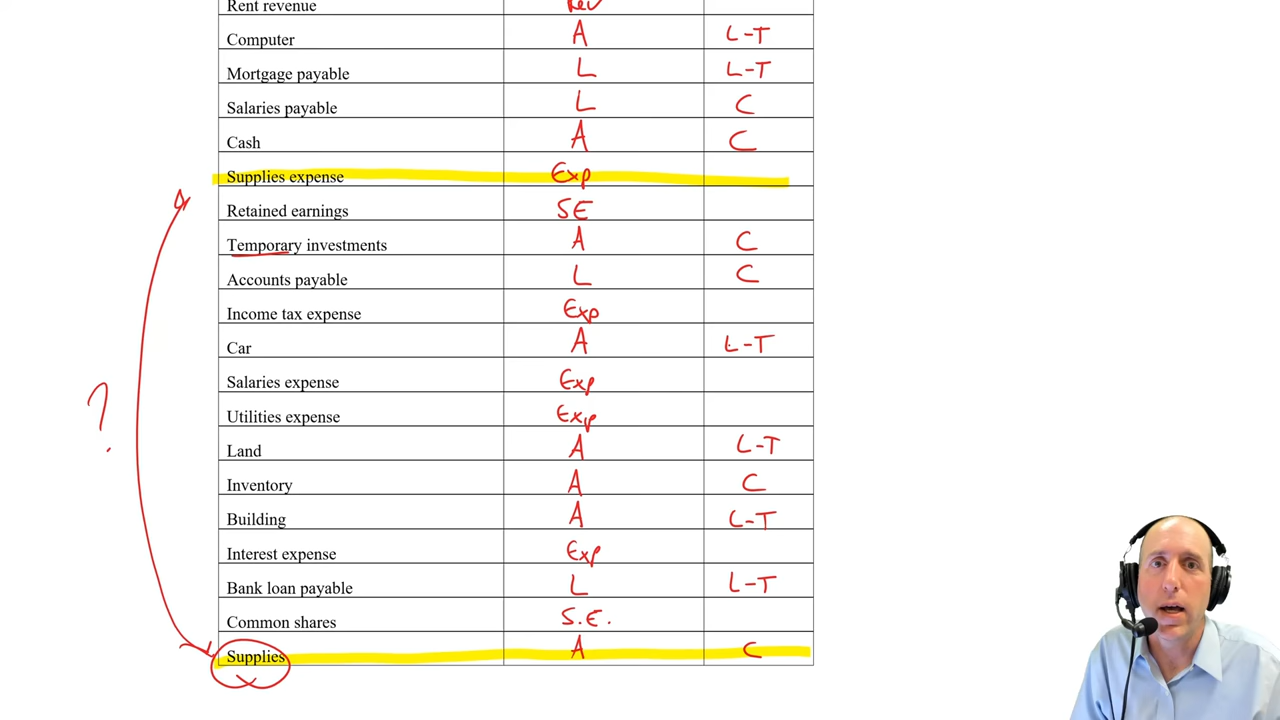 Rent revenue Rev
Computer A L-T
Mortgage payable L L-T
Salaries payable L C
Cash A C
Supplies expense Exp
Retained earnings SE
Temporary investments A C
Accounts payable L C
Income tax expense Exp
Car A L-T
Salaries expense Exp
Utilities expense Exp
?
Land A L-T
Inventory A C
Building A L-T
Interest expense Exp
Bank loan payable L L-T
Common shares S.E.
Supplies A C